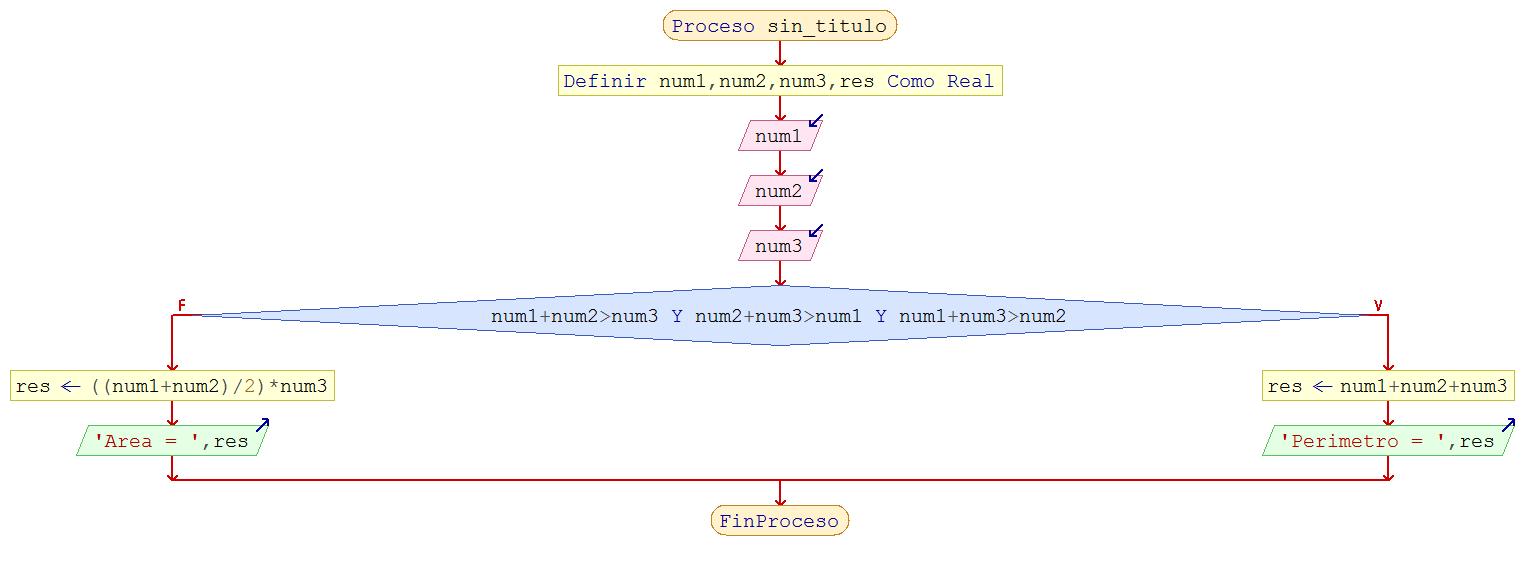 Proceso sin_titulo
Definir num1,num2,num3,res Como Real
num1
num2
num3
F
V
num1+num2>num3 Y num2+num3>num1 Y num1+num3>num2
res ← ((num1+num2)/2)*num3
res ← num1+num2+num3
'Area = ',res
'Perimetro = ',res
FinProceso